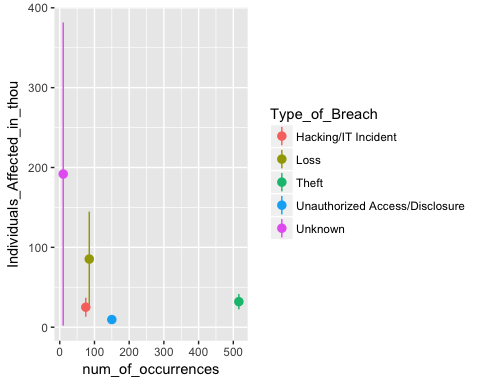 400
300
200
100
0
Individuals_Affected_in_thou
0 100 200 300 400 500
num_of_occurrences
Type_of_Breach
Hacking/IT Incident
Loss
Theft
Unauthorized Access/Disclosure
Unknown